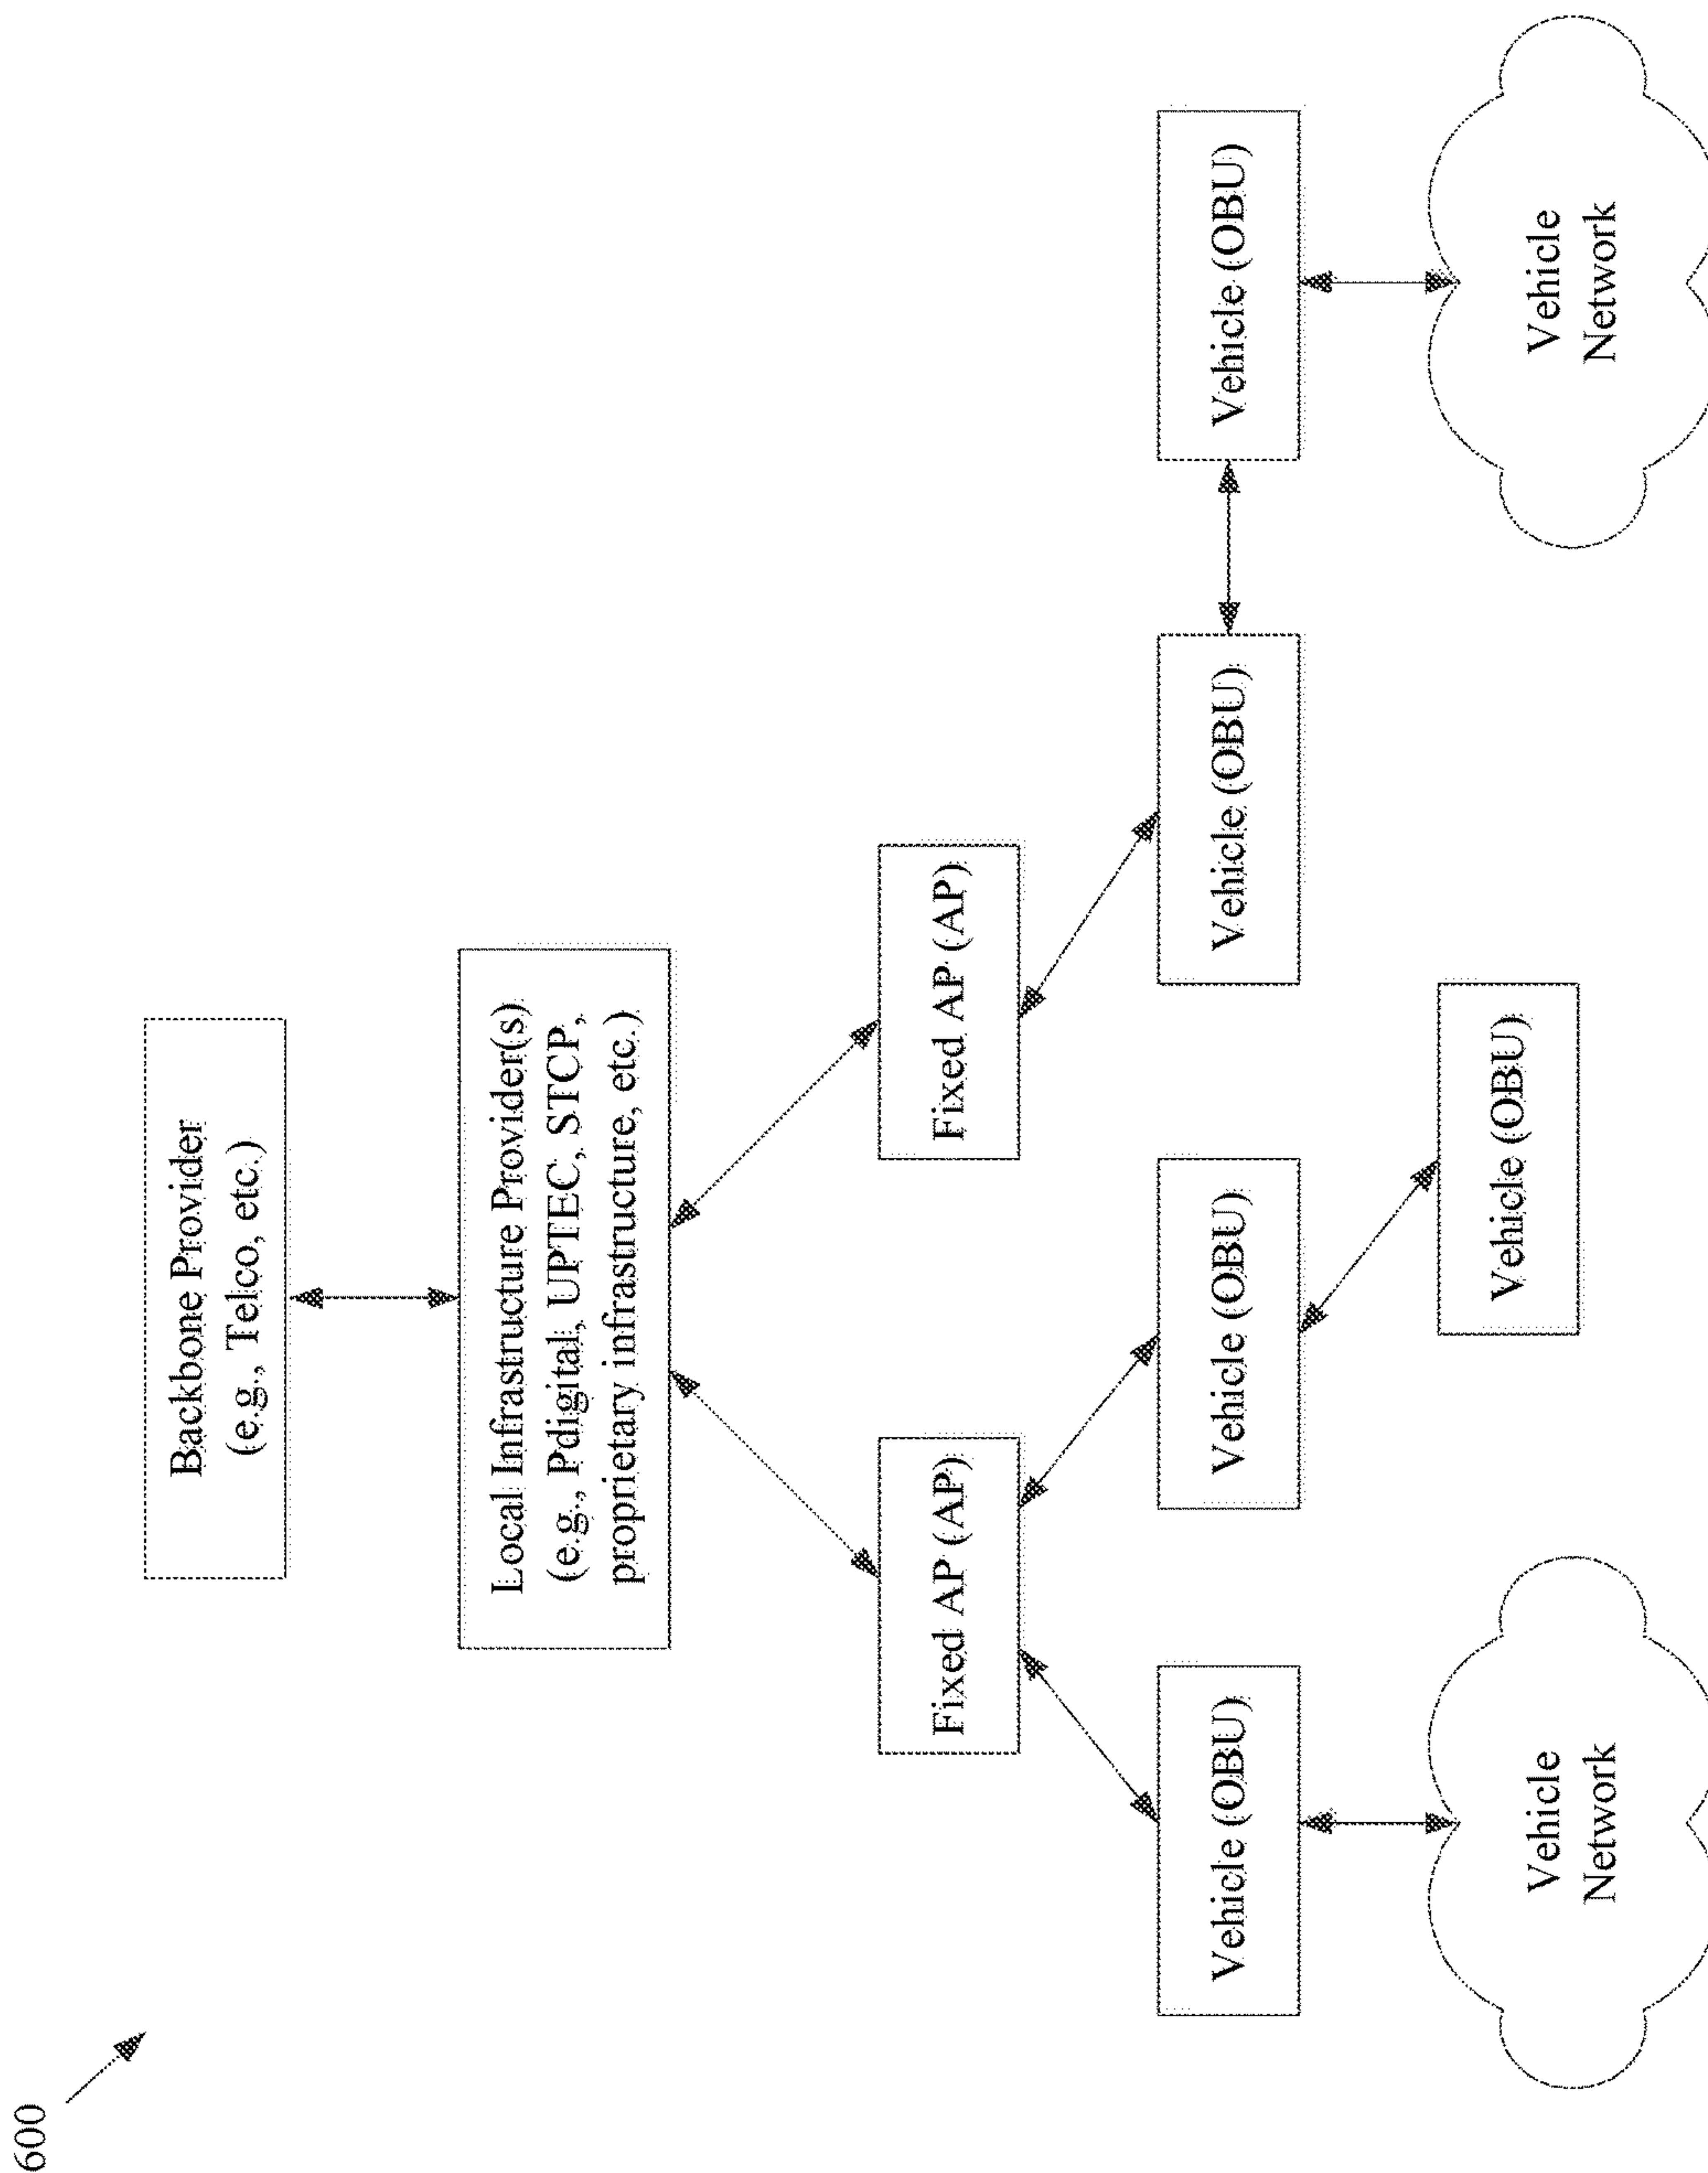 600
Backbone Provider
(e.g., Telco, etc.)
Local Infrastructure Provider(s)
(e.g., Pdigital, UPTEC, STCP,
proprietary infrastructure, etc.)
Fixed AP (AP)
Fixed AP (AP)
Vehicle (OBU)
Vehicle (OBU)
Vehicle (OBU)
Vehicle (OBU)
Vehicle
Network
Vehicle (OBU)
Vehicle
Network